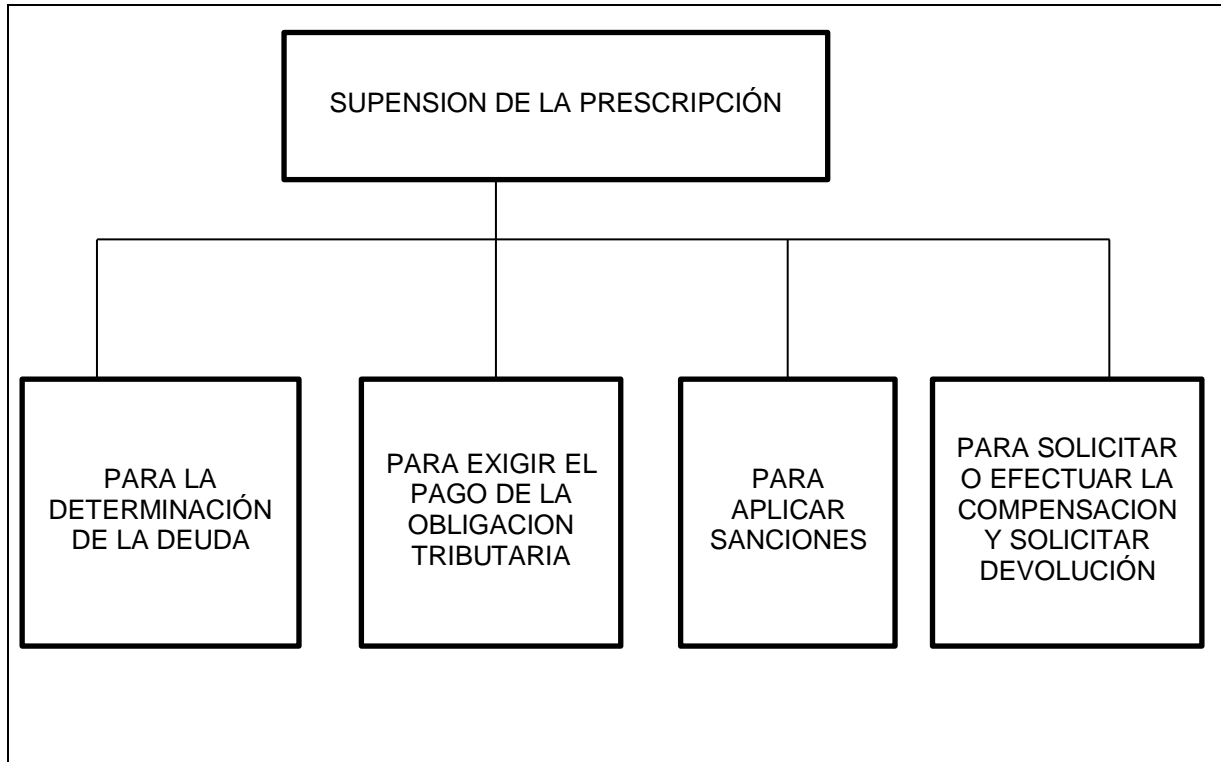 SUPENSION DE LA PRESCRIPCIÓN
PARA LA
DETERMINACIÓN
DE LA DEUDA
PARA EXIGIR EL
PAGO DE LA
OBLIGACION
TRIBUTARIA
PARA
APLICAR
SANCIONES
PARA SOLICITAR
O EFECTUAR LA
COMPENSACION
Y SOLICITAR
DEVOLUCIÓN